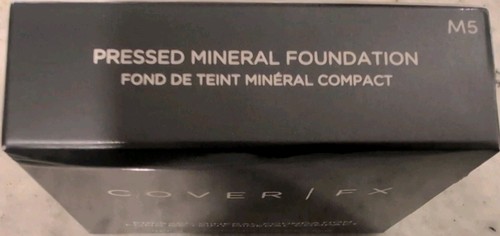 M5
PRESSED MINERAL FOUNDATION
FOND DE TEINT MINÉRAL COMPACT
COVER | FX